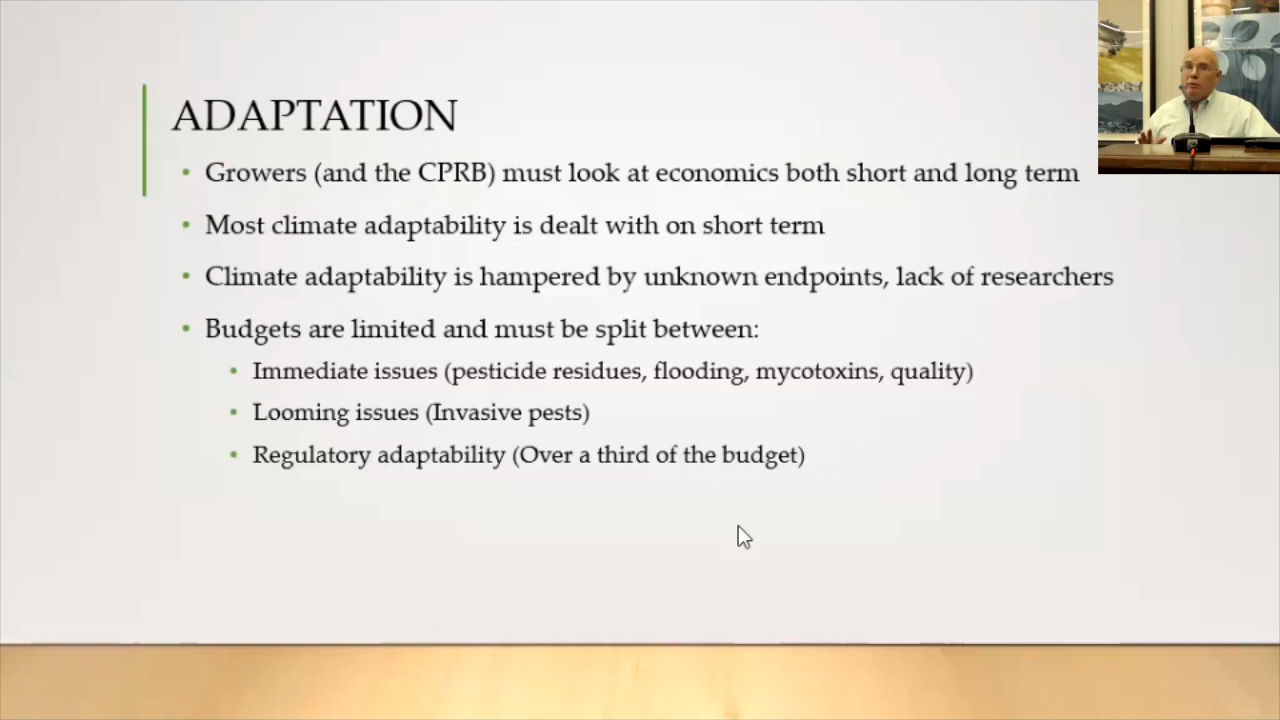 ADAPTATION
• Growers (and the CPRB) must look at economics both short and long term
• Most climate adaptability is dealt with on short term
• Climate adaptability is hampered by unknown endpoints, lack of researchers
• Budgets are limited and must be split between:
• Immediate issues (pesticide residues, flooding, mycotoxins, quality)
• Looming issues (Invasive pests)
• Regulatory adaptability (Over a third of the budget)